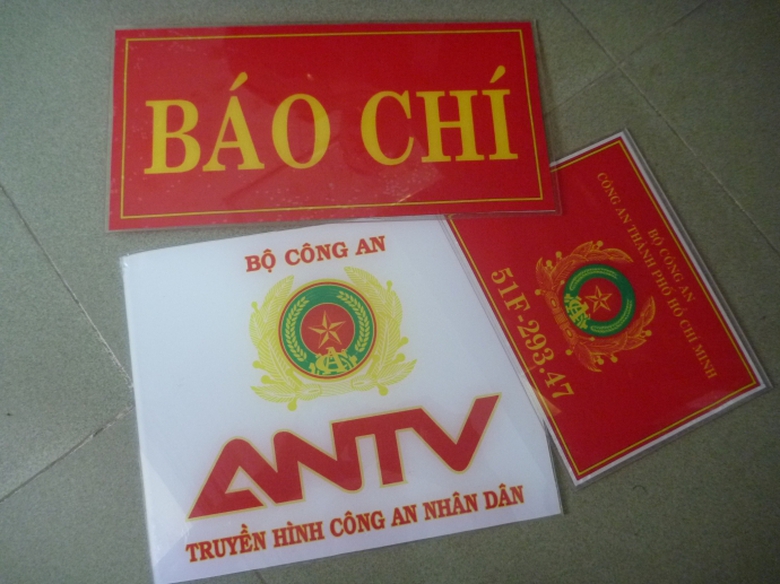 BÁO CHÍ
BỘ CÔNG AN
ANTV
TRUYỀN HÌNH CÔNG AN NHÂN DÂN
BỘ CÔNG AN
CÔNG AN THÀNH PHỐ HỒ CHÍ MINH
51F-293.47